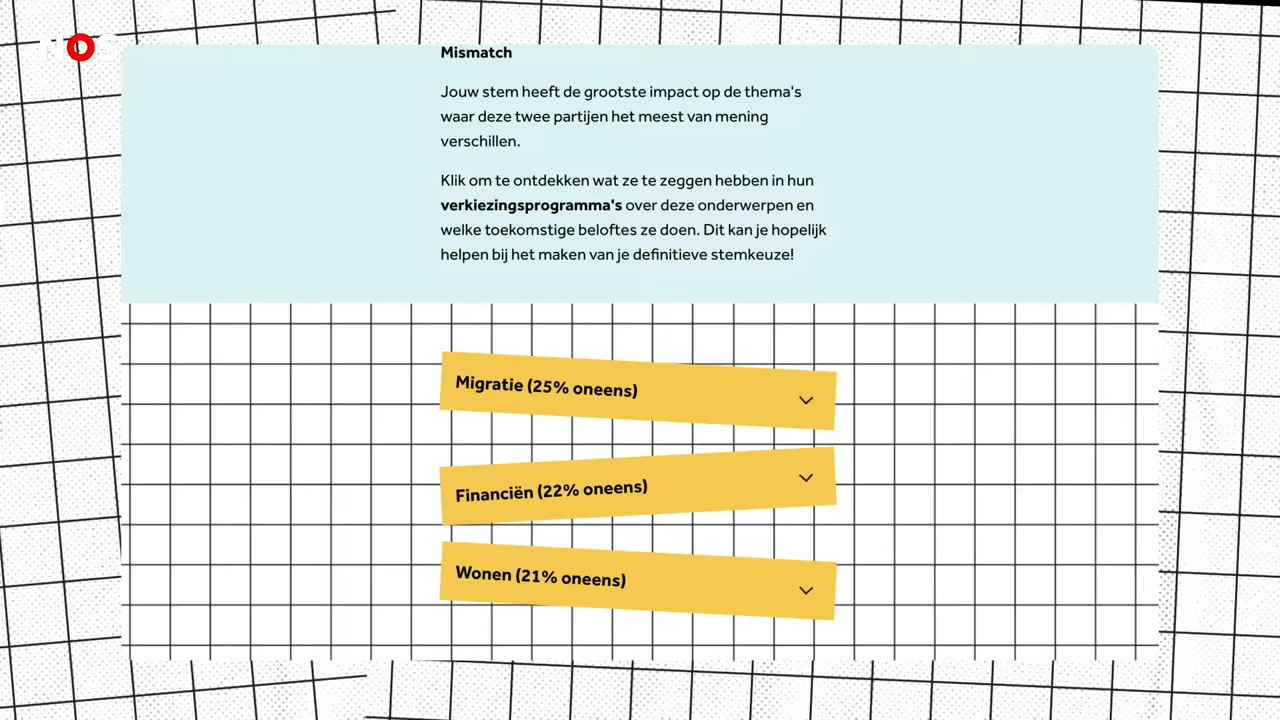 NOS
Mismatch
Jouw stem heeft de grootste impact op de thema's
waar deze twee partijen het meest van mening
verschillen.
Klik om te ontdekken wat ze te zeggen hebben in hun
verkiezingsprogramma's over deze onderwerpen en
welke toekomstige beloftes ze doen. Dit kan je hopelijk
helpen bij het maken van je definitieve stemkeuze!
Migratie (25% oneens)
Financiën (22% oneens)
Wonen (21% oneens)